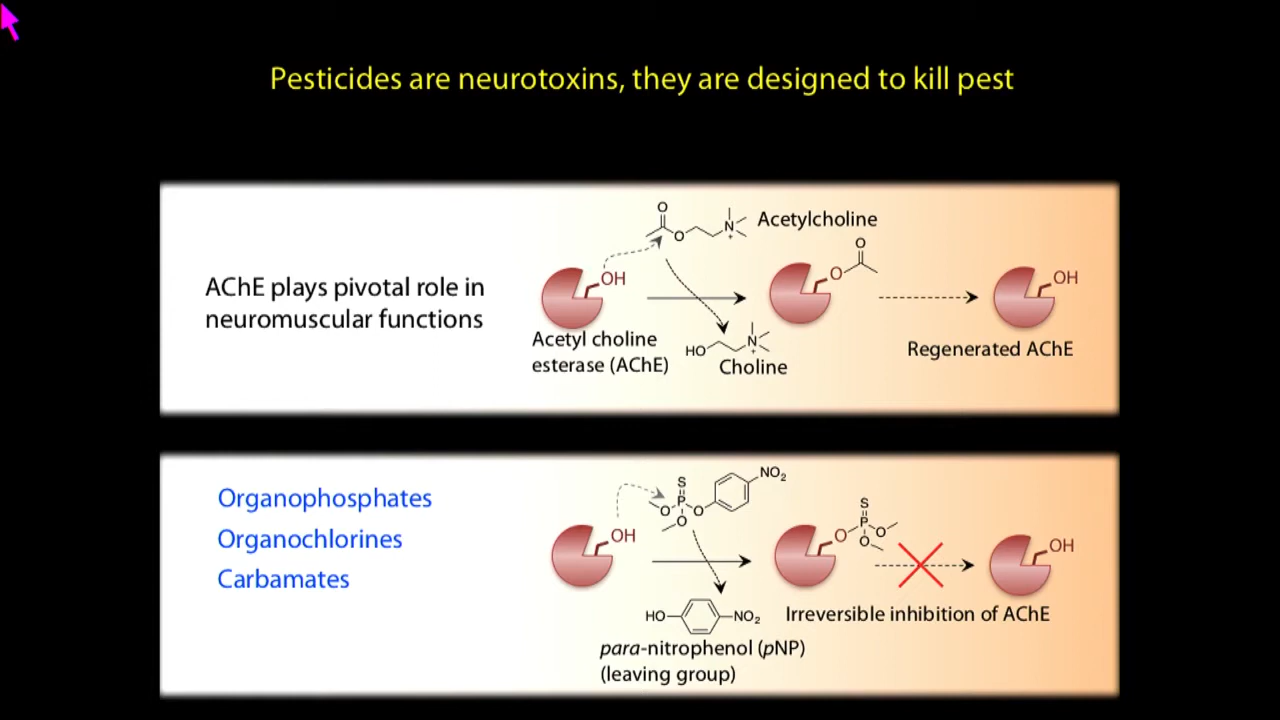 Pesticides are neurotoxins, they are designed to kill pest
AChE plays pivotal role in
neuromuscular functions
O
O
N
+
Acetylcholine
OH
Acetyl choline
esterase (AChE)
HO
N
+
Choline
O
O
OH
Regenerated AChE
Organophosphates
Organochlorines
Carbamates
OH
S
P
O
O
O
NO2
HO
NO2
para-nitrophenol (pNP)
(leaving group)
O
S
P
O
O
OH
Irreversible inhibition of AChE